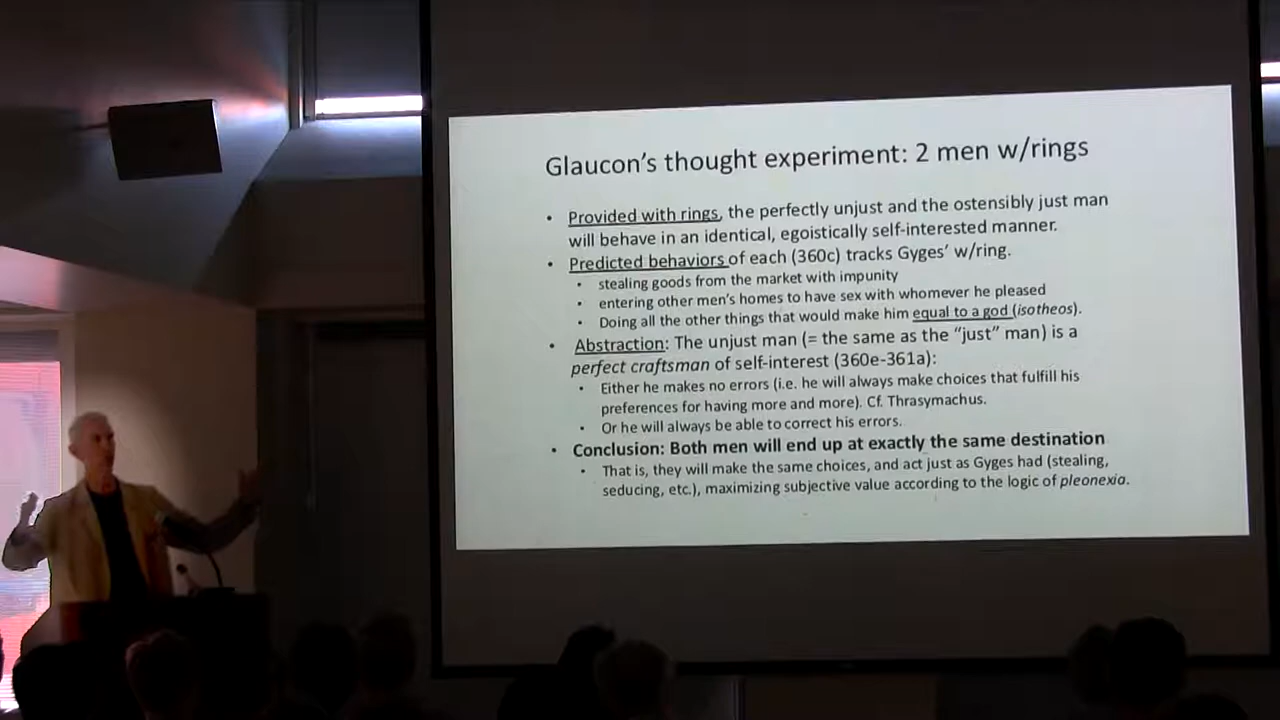 Glaucon's thought experiment: 2 men w/rings
• Provided with rings, the perfectly unjust and the ostensibly just man
will behave in an identical, egoistically self-interested manner.
• Predicted behaviors of each (360c) tracks Gyges' w/ring.
• stealing goods from the market with impunity
• entering other men's homes to have sex with whomever he pleased
• Doing all the other things that would make him equal to a god (isotheos).
• Abstraction: The unjust man (= the same as the "just" man) is a
perfect craftsman of self-interest (360e-361a):
• Either he makes no errors (i.e. he will always make choices that fulfill his
preferences for having more and more). Cf. Thrasymachus.
• Or he will always be able to correct his errors.
• Conclusion: Both men will end up at exactly the same destination
• That is, they will make the same choices, and act just as Gyges had (stealing,
seducing, etc.), maximizing subjective value according to the logic of pleonexia.